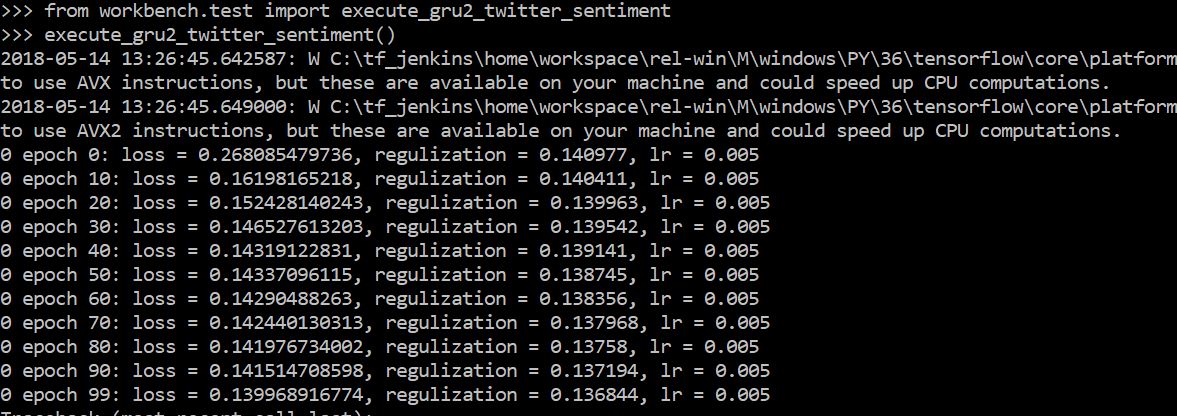 >>> from workbench.test import execute_gru2_twitter_sentiment
>>> execute_gru2_twitter_sentiment()
2018-05-14 13:26:45.642587: W C:\tf_jenkins\home\workspace\rel-win\M\windows\PY\36\tensorflow\core\platform
to use AVX instructions, but these are available on your machine and could speed up CPU computations.
2018-05-14 13:26:45.649000: W C:\tf_jenkins\home\workspace\rel-win\M\windows\PY\36\tensorflow\core\platform
to use AVX2 instructions, but these are available on your machine and could speed up CPU computations.
0 epoch 0: loss = 0.268085479736, regulization = 0.140977, lr = 0.005
0 epoch 10: loss = 0.16198165218, regulization = 0.140411, lr = 0.005
0 epoch 20: loss = 0.152428140243, regulization = 0.139963, lr = 0.005
0 epoch 30: loss = 0.146527613203, regulization = 0.139542, lr = 0.005
0 epoch 40: loss = 0.14319122831, regulization = 0.139141, lr = 0.005
0 epoch 50: loss = 0.14337096115, regulization = 0.138745, lr = 0.005
0 epoch 60: loss = 0.14290488263, regulization = 0.138356, lr = 0.005
0 epoch 70: loss = 0.142440130313, regulization = 0.137968, lr = 0.005
0 epoch 80: loss = 0.141976734002, regulization = 0.13758, lr = 0.005
0 epoch 90: loss = 0.141514708598, regulization = 0.137194, lr = 0.005
0 epoch 99: loss = 0.139968916774, regulization = 0.136844, lr = 0.005
Traceback (most recent call last):